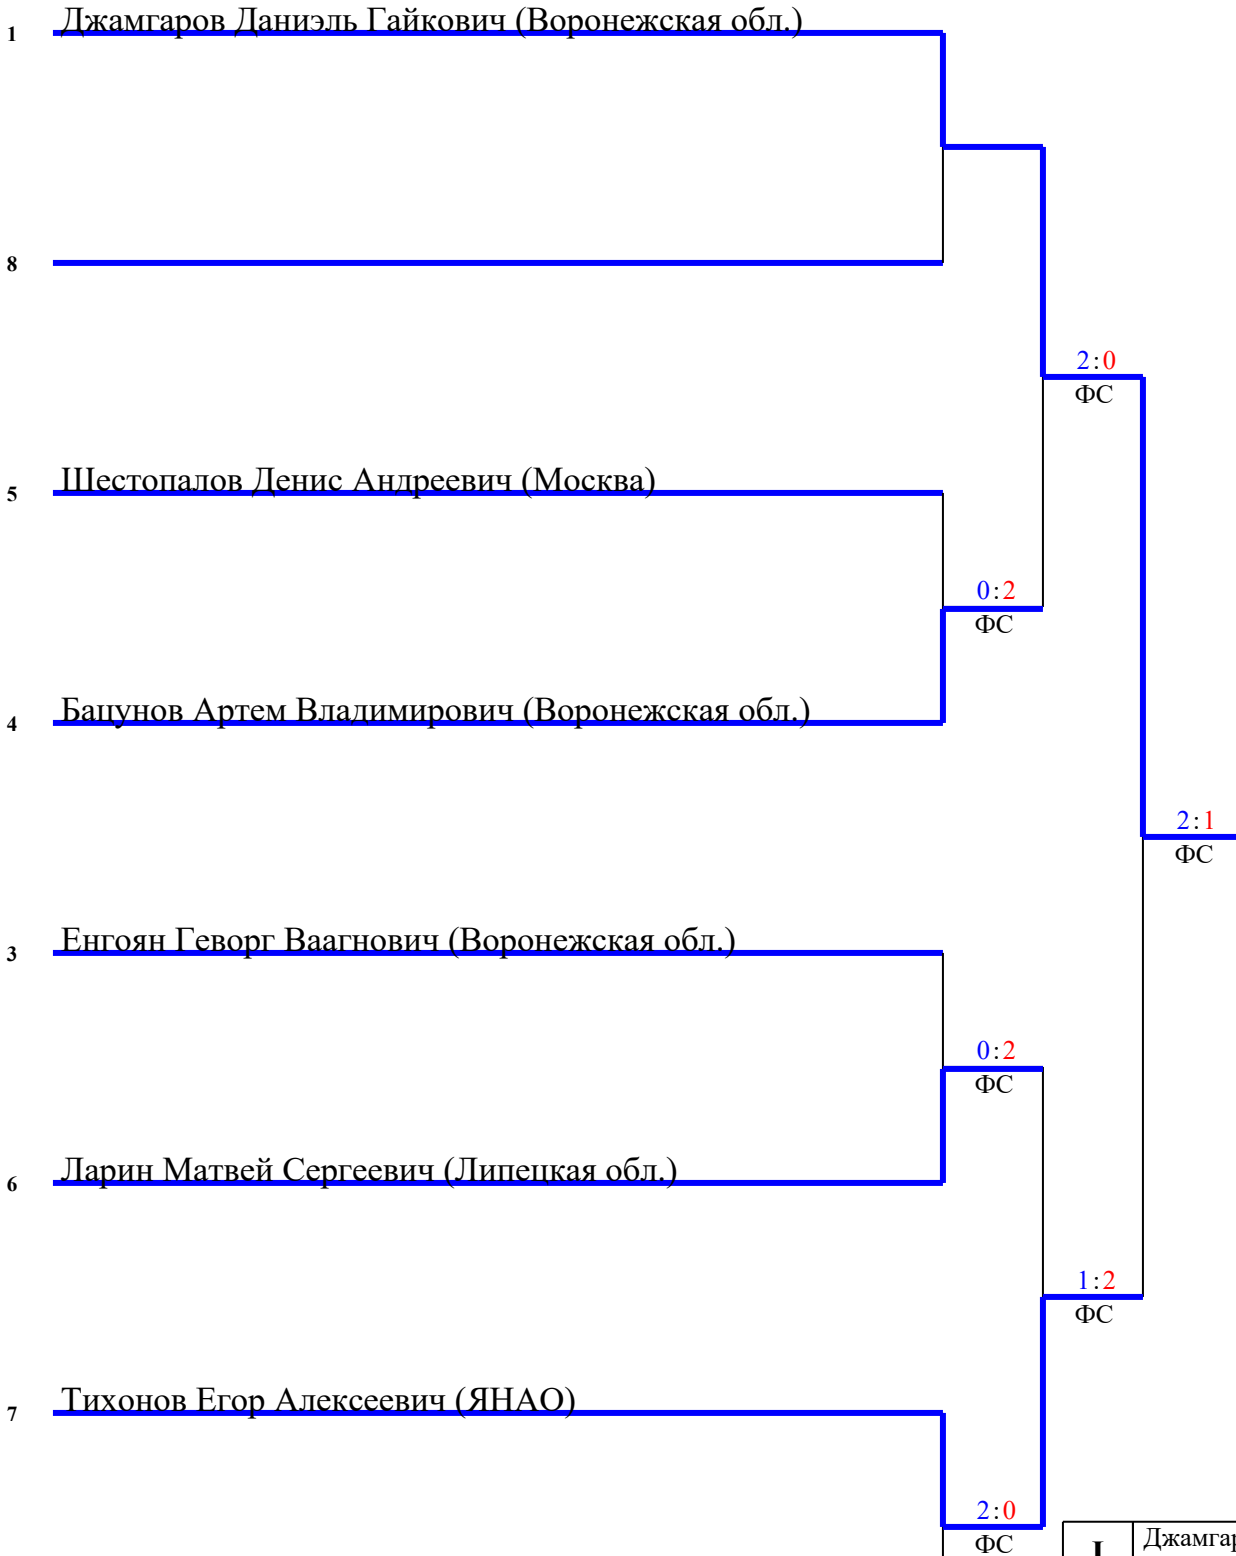 1 Джамгаров Даниэль Гайкович (Воронежская обл.)
8
2:0
ФС
5 Шестопалов Денис Андреевич (Москва)
0:2
ФС
4 Бацунов Артем Владимирович (Воронежская обл.)
2:1
ФС
3 Енгоян Геворг Ваагнович (Воронежская обл.)
0:2
ФС
6 Ларин Матвей Сергеевич (Липецкая обл.)
1:2
ФС
7 Тихонов Егор Алексеевич (ЯНАО)
2:0
ФС
I Джамгар